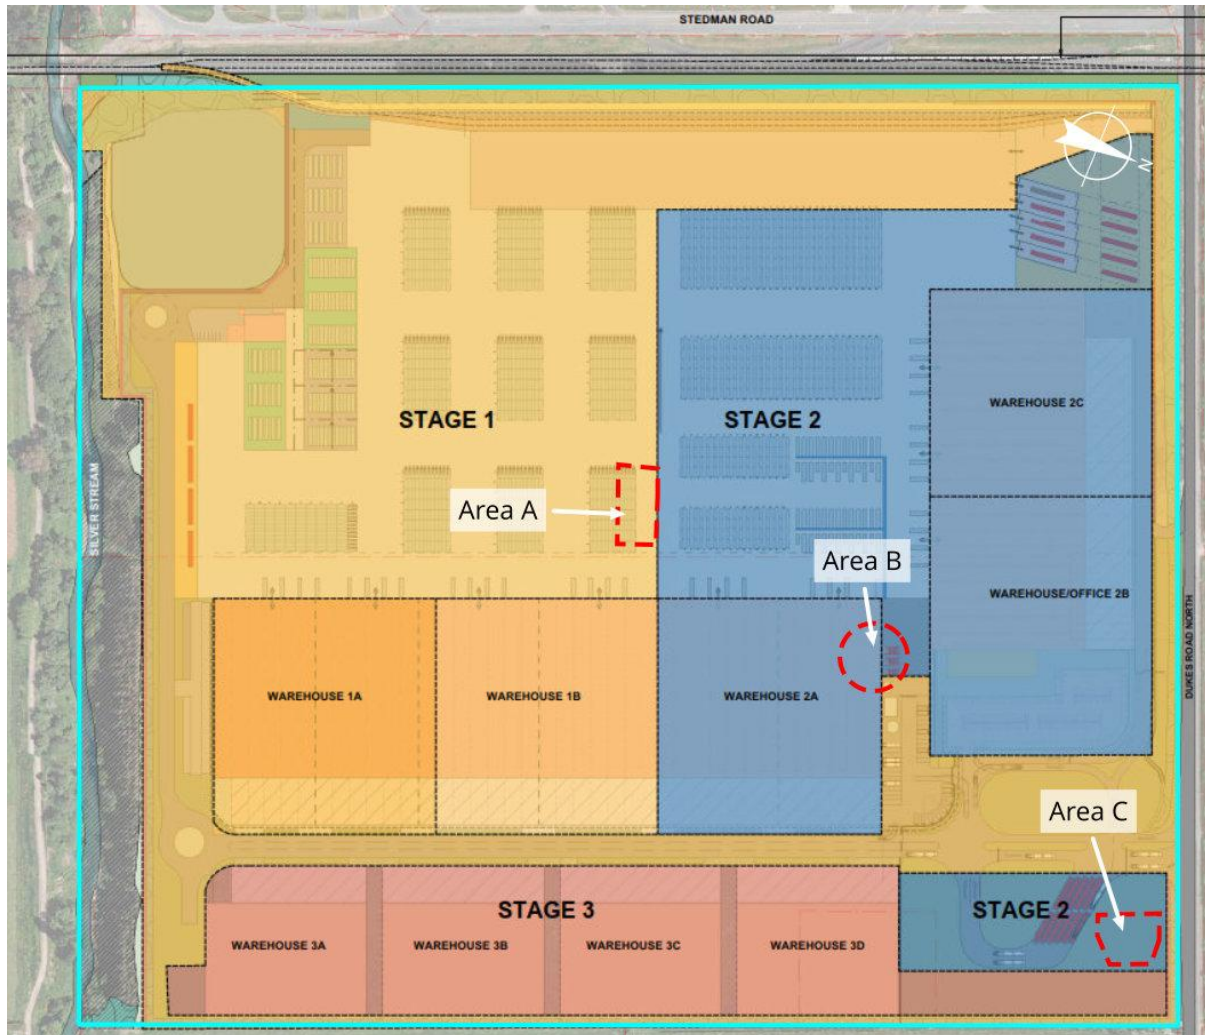 STEDMAN ROAD
N
WAREHOUSE 2C
STAGE 1
STAGE 2
Area A
SILVER STREAM
Area B
WAREHOUSE/OFFICE 2B
DUKES ROAD NORTH
WAREHOUSE 1A
WAREHOUSE 1B
WAREHOUSE 2A
Area C
STAGE 3
STAGE 2
WAREHOUSE 3A
WAREHOUSE 3B
WAREHOUSE 3C
WAREHOUSE 3D